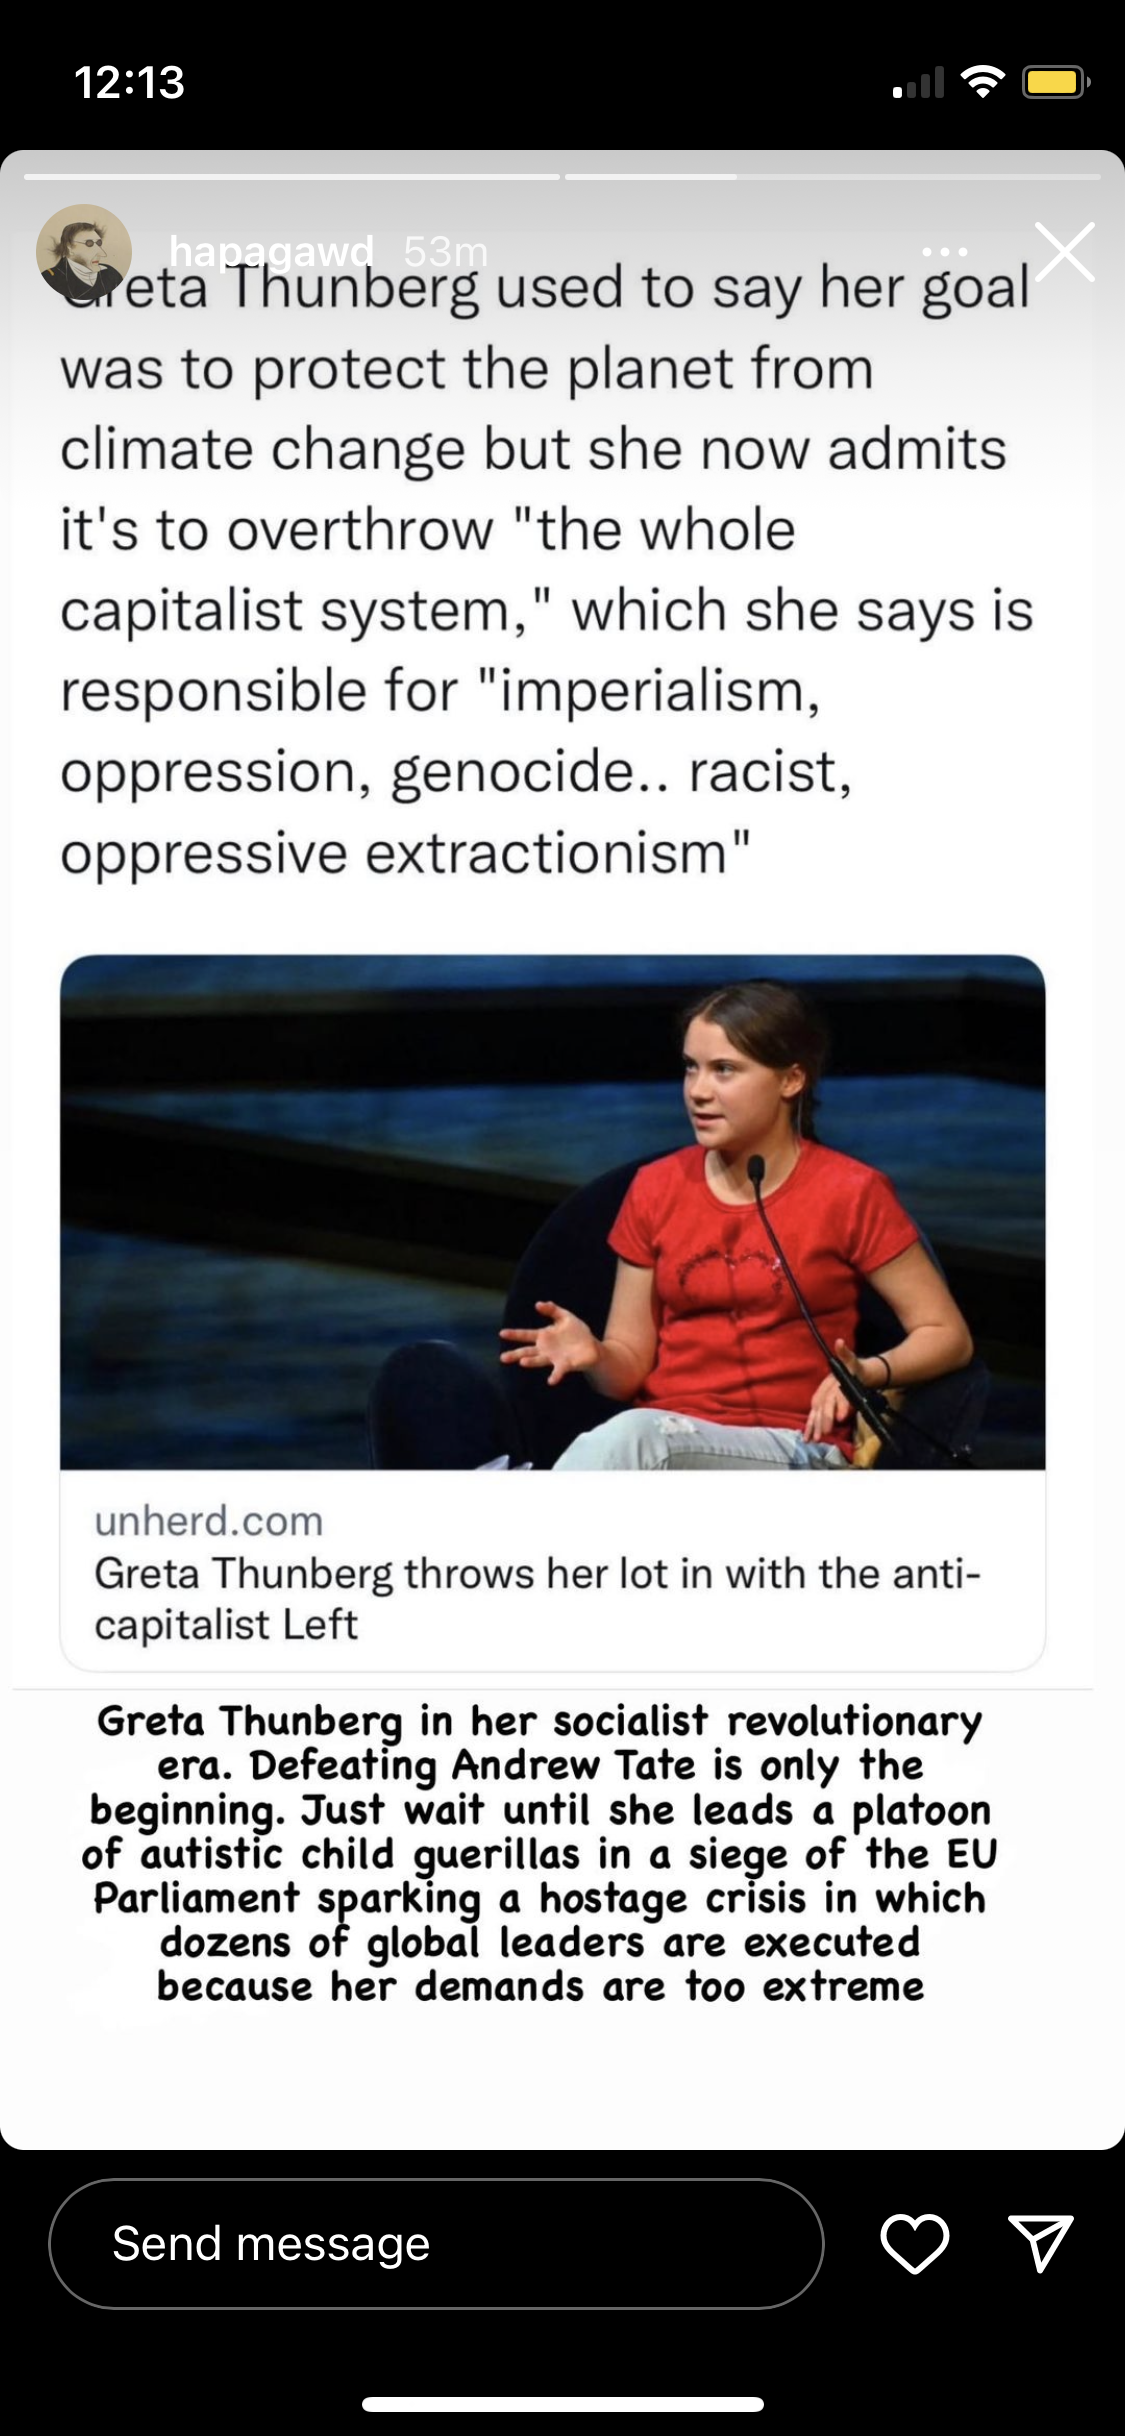 12:13
hapagawd 53m
Greta Thunberg used to say her goal
was to protect the planet from
climate change but she now admits
it's to overthrow "the whole
capitalist system," which she says is
responsible for "imperialism,
oppression, genocide.. racist,
oppressive extractionism"
unherd.com
Greta Thunberg throws her lot in with the anti-
capitalist Left
Greta Thunberg in her socialist revolutionary
era. Defeating Andrew Tate is only the
beginning. Just wait until she leads a platoon
of autistic child guerillas in a siege of the EU
Parliament sparking a hostage crisis in which
dozens of global leaders are executed
because her demands are too extreme
Send message